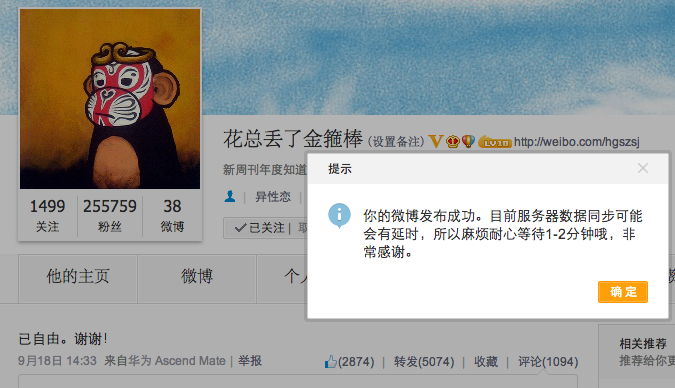 花总丢了金箍棒 (设置备注) V LV10 http://weibo.com/hgszsj
新周刊年度知道
异性恋
✓已关注 | 取
1499 255759 38
关注 粉丝 微博
提示
你的微博发布成功。目前服务器数据同步可能
会有延时，所以麻烦耐心等待1-2分钟哦，非
常感谢。
确定
他的主页 微博 个人
已自由。谢谢！
9月18日 14:33 来自华为 Ascend Mate | 举报
(2874) | 转发(5074) | 收藏 | 评论(1094)
相关推荐
推荐给你更